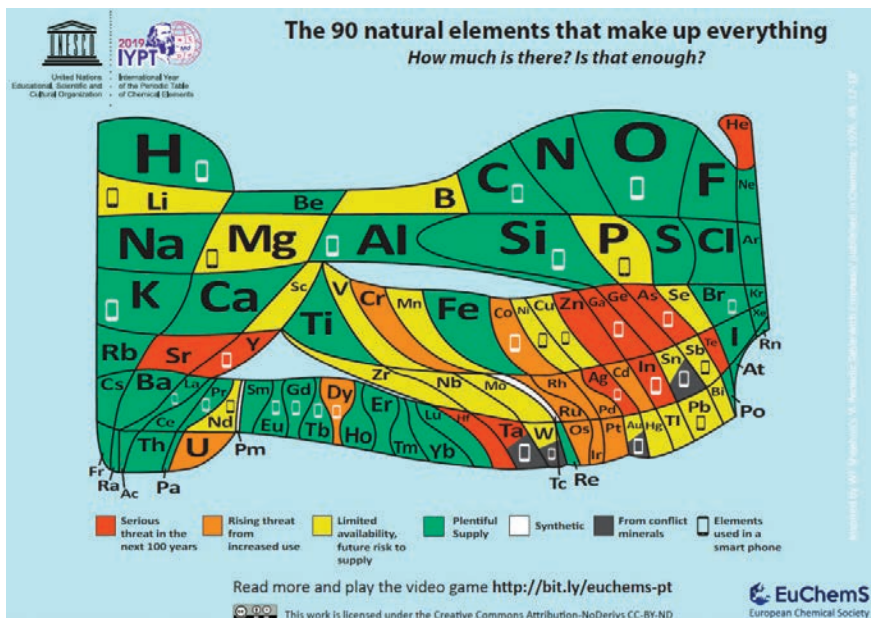 The 90 natural elements that make up everything
How much is there? Is that enough?
UNESCO
2019
IYPT
United Nations
Educational, Scientific and
Cultural Organization
International Year
of the Periodic Table
of Chemical Elements
H
He
Li
Be
B
C
N
O
F
Ne
Na
Mg
Al
Si
P
S
Cl
Ar
K
Ca
Sc
Ti
V
Cr
Mn
Fe
Co
Ni
Cu
Zn
Ga
Ge
As
Se
Br
Kr
Rb
Sr
Y
Zr
Nb
Mo
Tc
Ru
Rh
Pd
Ag
Cd
In
Sn
Sb
Te
I
Xe
Cs
Ba
La
Ce
Pr
Nd
Pm
Sm
Eu
Gd
Tb
Dy
Ho
Er
Tm
Yb
Lu
Hf
Ta
W
Re
Os
Ir
Pt
Au
Hg
Tl
Pb
Bi
Po
At
Rn
Fr
Ra
Ac
Th
Pa
U
Serious
threat in the
next 100 years
Rising threat
from
increased use
Limited
availability,
future risk to
supply
Plentiful
Supply
Synthetic
From conflict
minerals
Elements
used in a
smart phone
Read more and play the video game http://bit.ly/euchems-pt
This work is licensed under the Creative Commons Attribution-NoDerivs CC-BY-ND
EuChemS
European Chemical Society